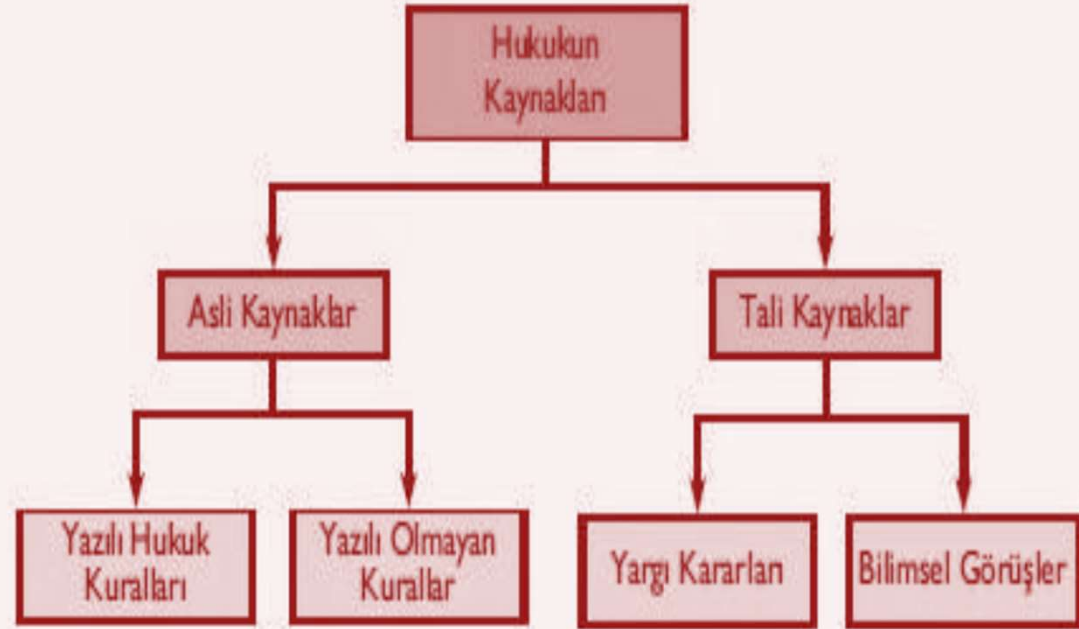 Hukukun
Kaynakları
Asli Kaynaklar
Tali Kaynaklar
Yazılı Hukuk
Kuralları
Yazılı Olmayan
Kurallar
Yargı Kararları
Bilimsel Görüşler